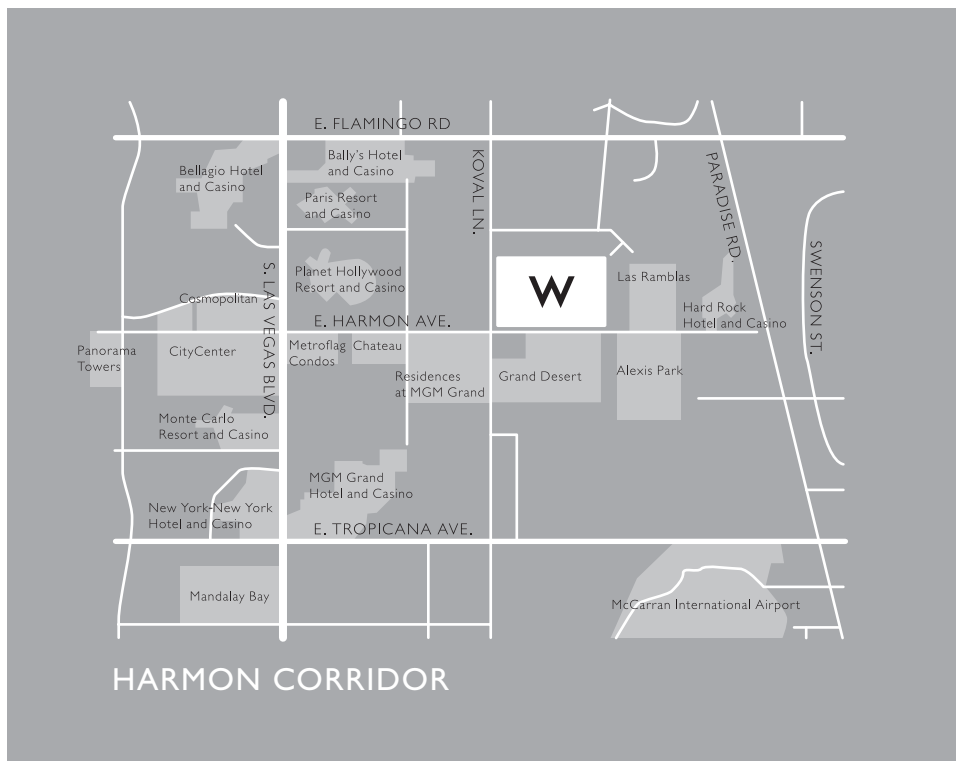 E. FLAMINGO RD
Bellagio Hotel
and Casino
Bally's Hotel
and Casino
KOVAL LN.
PARADISE RD.
Paris Resort
and Casino
SWENSON ST.
S. LAS VEGAS BLVD.
Planet Hollywood
Resort and Casino
W
Las Ramblas
Cosmopolitan
Hard Rock
Hotel and Casino
E. HARMON AVE.
Panorama
Towers
CityCenter
Metroflag
Condos
Chateau
Residences
at MGM Grand
Grand Desert
Alexis Park
Monte Carlo
Resort and Casino
MGM Grand
Hotel and Casino
New York-New York
Hotel and Casino
E. TROPICANA AVE.
Mandalay Bay
McCarran International Airport
HARMON CORRIDOR